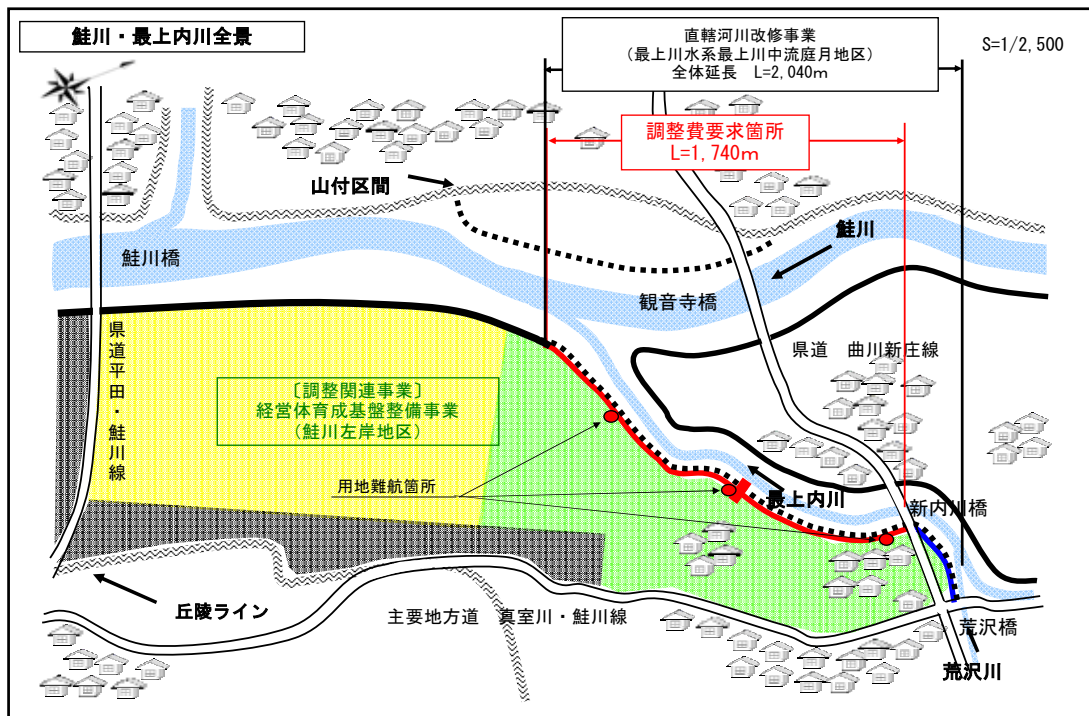 鮭川・最上内川全景
直轄河川改修事業
（最上川水系最上川中流庭月地区）
全体延長　L=2,040m
S=1/2,500
調整費要求箇所
L=1,740m
山付区間
鮭川橋
鮭川
観音寺橋
県道平田・鮭川線
県道　曲川新庄線
〔調整関連事業〕
経営体育成基盤整備事業
（鮭川左岸地区）
用地難航箇所
最上内川
新内川橋
丘陵ライン
主要地方道　真室川・鮭川線
荒沢橋
荒沢川